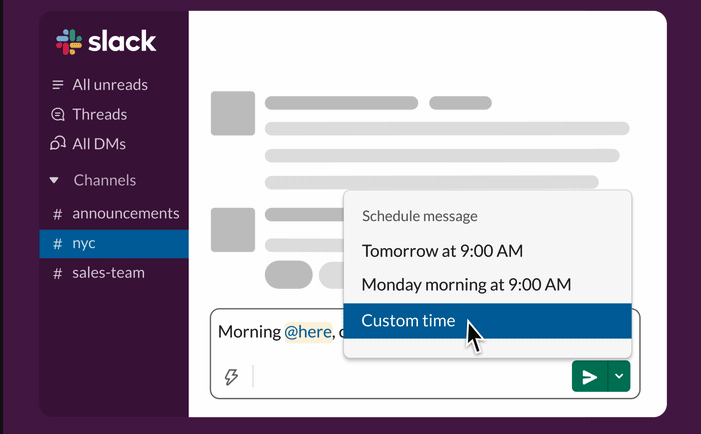 slack
All unreads
Threads
All DMs
Channels
# announcements
# nyc
# sales-team
Schedule message
Tomorrow at 9:00 AM
Monday morning at 9:00 AM
Custom time
Morning @here,